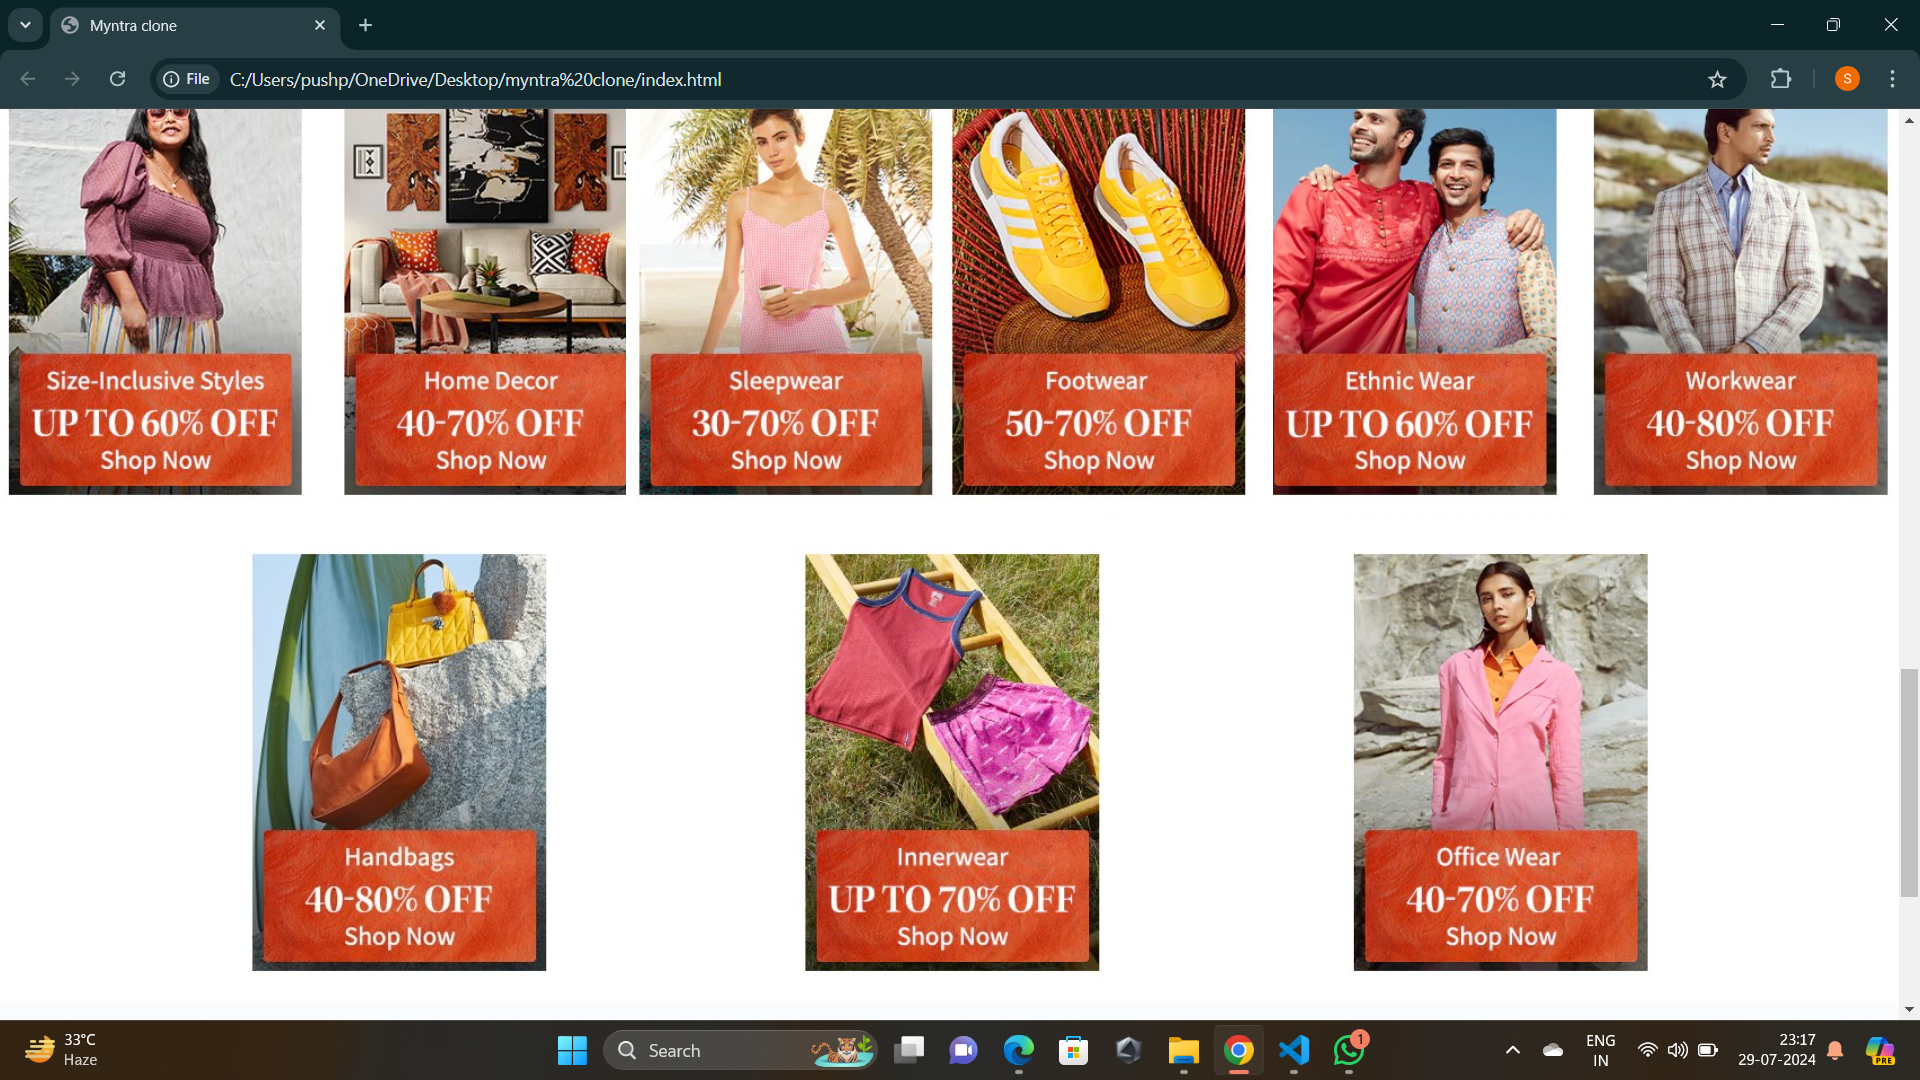 Myntra clone
File
C:/Users/pushp/OneDrive/Desktop/myntra%20clone/index.html
S
Size-Inclusive Styles
UP TO 60% OFF
Shop Now
Home Decor
40-70% OFF
Shop Now
Sleepwear
30-70% OFF
Shop Now
Footwear
50-70% OFF
Shop Now
Ethnic Wear
UP TO 60% OFF
Shop Now
Workwear
40-80% OFF
Shop Now
Handbags
40-80% OFF
Shop Now
Innerwear
UP TO 70% OFF
Shop Now
Office Wear
40-70% OFF
Shop Now
33°C
Haze
Search
1
ENG
IN
23:17
29-07-2024
PRE